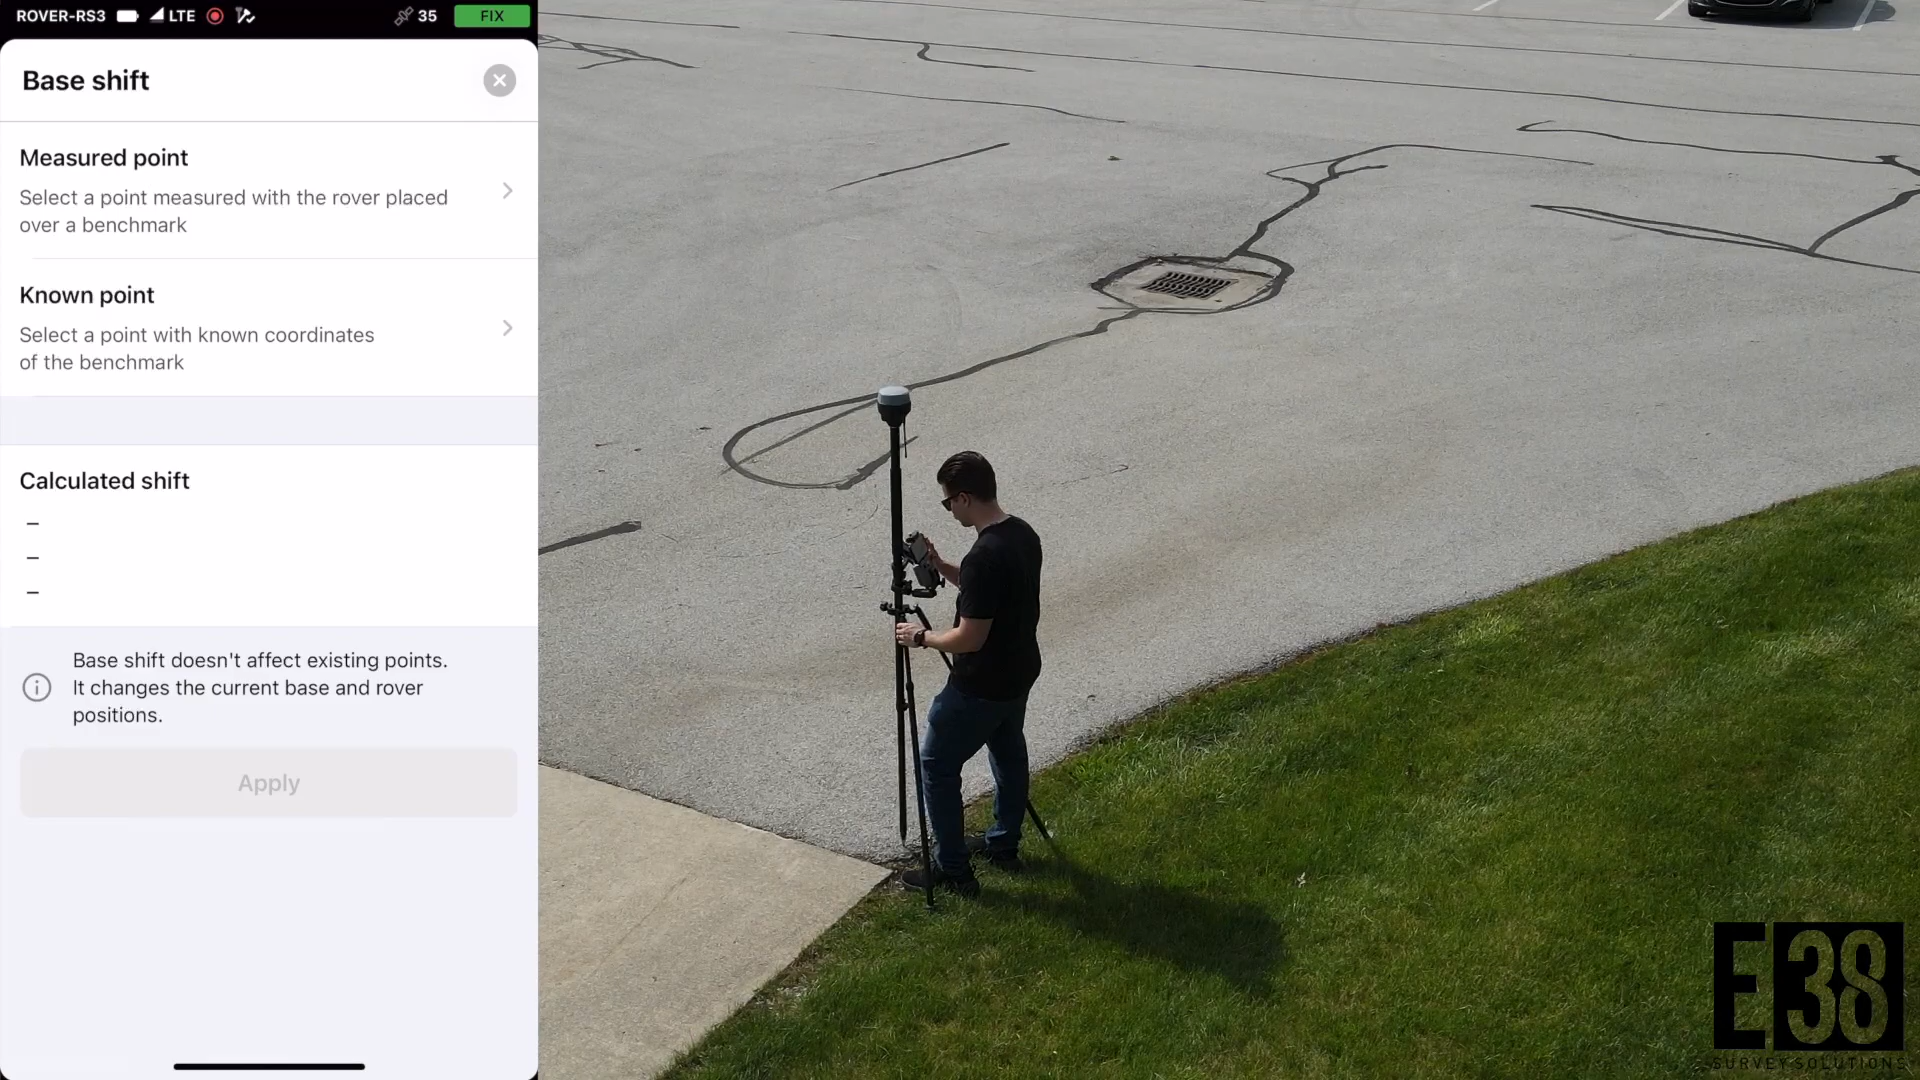 ROVER-RS3 LTE 35 FIX
Base shift
Measured point
Select a point measured with the rover placed
over a benchmark
Known point
Select a point with known coordinates
of the benchmark
Calculated shift
–
–
–
Base shift doesn't affect existing points.
It changes the current base and rover
positions.
Apply
E38
SURVEY SOLUTIONS